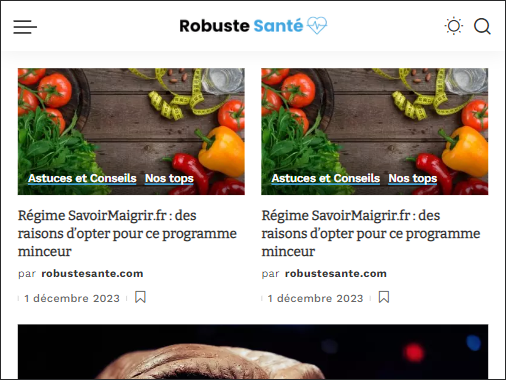 Robuste Santé
Astuces et Conseils Nos tops
Régime SavoirMaigrir.fr : des
raisons d'opter pour ce programme
minceur
par robustesante.com
1 décembre 2023
Astuces et Conseils Nos tops
Régime SavoirMaigrir.fr : des
raisons d'opter pour ce programme
minceur
par robustesante.com
1 décembre 2023